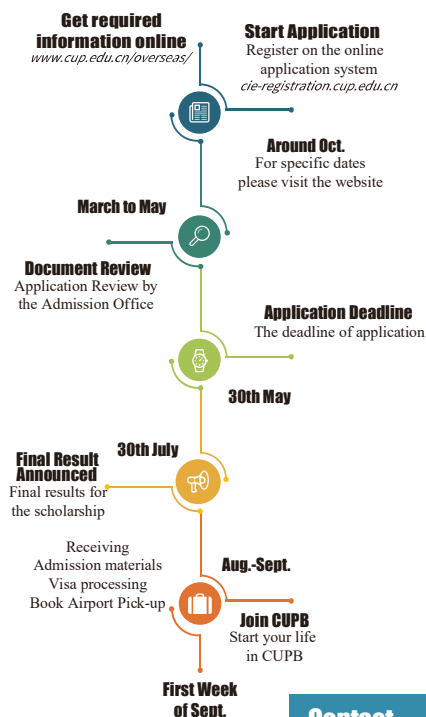 Get required
information online
www.cup.edu.cn/overseas/
Start Application
Register on the online
application system
cie-registration.cup.edu.cn
Around Oct.
For specific dates
please visit the website
March to May
Document Review
Application Review by
the Admission Office
Application Deadline
The deadline of application
30th May
30th July
Final Result
Announced
Final results for
the scholarship
Receiving
Admission materials
Visa processing
Book Airport Pick-up
Aug.-Sept.
Join CUPB
Start your life
in CUPB
First Week
of Sept.
Contact